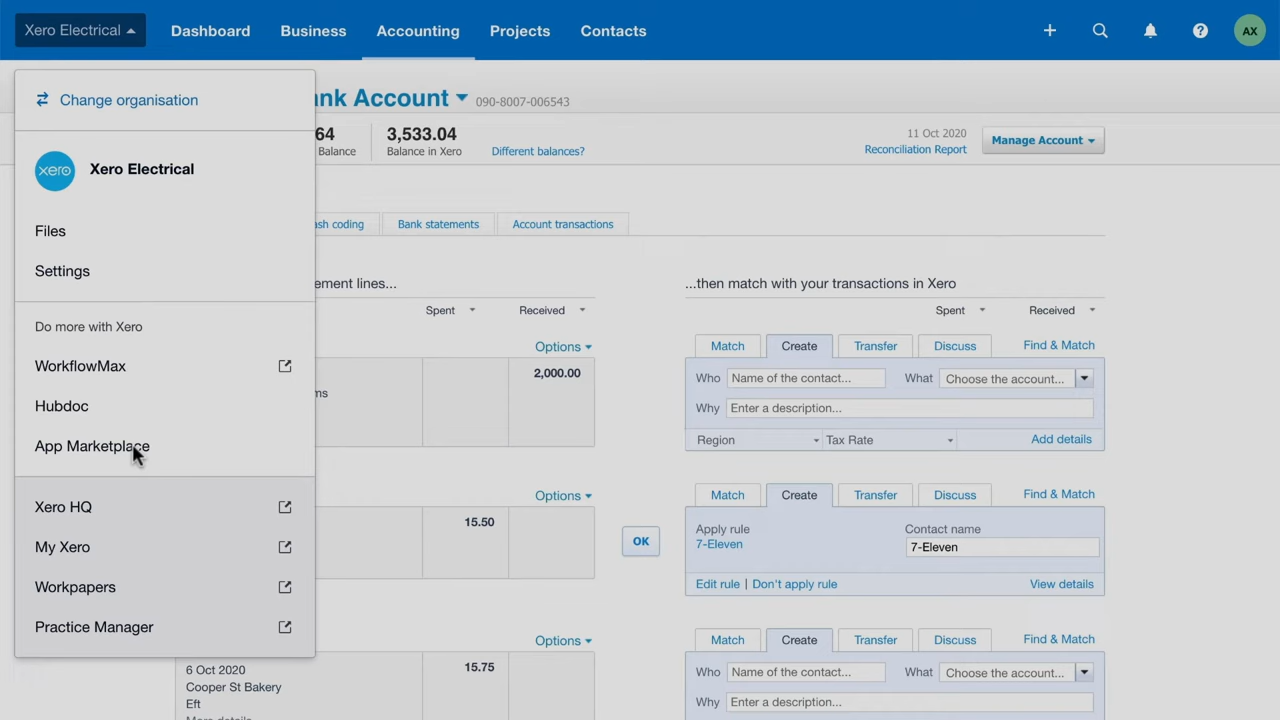 Xero Electrical
Dashboard
Business
Accounting
Projects
Contacts
AX
Change organisation
nk Account 090-8007-006543
xero Xero Electrical
64
Balance
3,533.04
Balance in Xero
Different balances?
11 Oct 2020
Reconciliation Report
Manage Account
Files
Settings
Do more with Xero
WorkflowMax
Hubdoc
App Marketplace
Xero HQ
My Xero
Workpapers
Practice Manager
sh coding
Bank statements
Account transactions
ement lines...
Spent Received
Options
2,000.00
ms
Options
15.50
Options
6 Oct 2020
Cooper St Bakery
Eft
More details
15.75
OK
...then match with your transactions in Xero
Spent Received
Match Create Transfer Discuss Find & Match
Who Name of the contact... What Choose the account...
Why Enter a description...
Region Tax Rate Add details
Match Create Transfer Discuss Find & Match
Apply rule Contact name
7-Eleven 7-Eleven
Edit rule | Don't apply rule View details
Match Create Transfer Discuss Find & Match
Who Name of the contact... What Choose the account...
Why Enter a description...